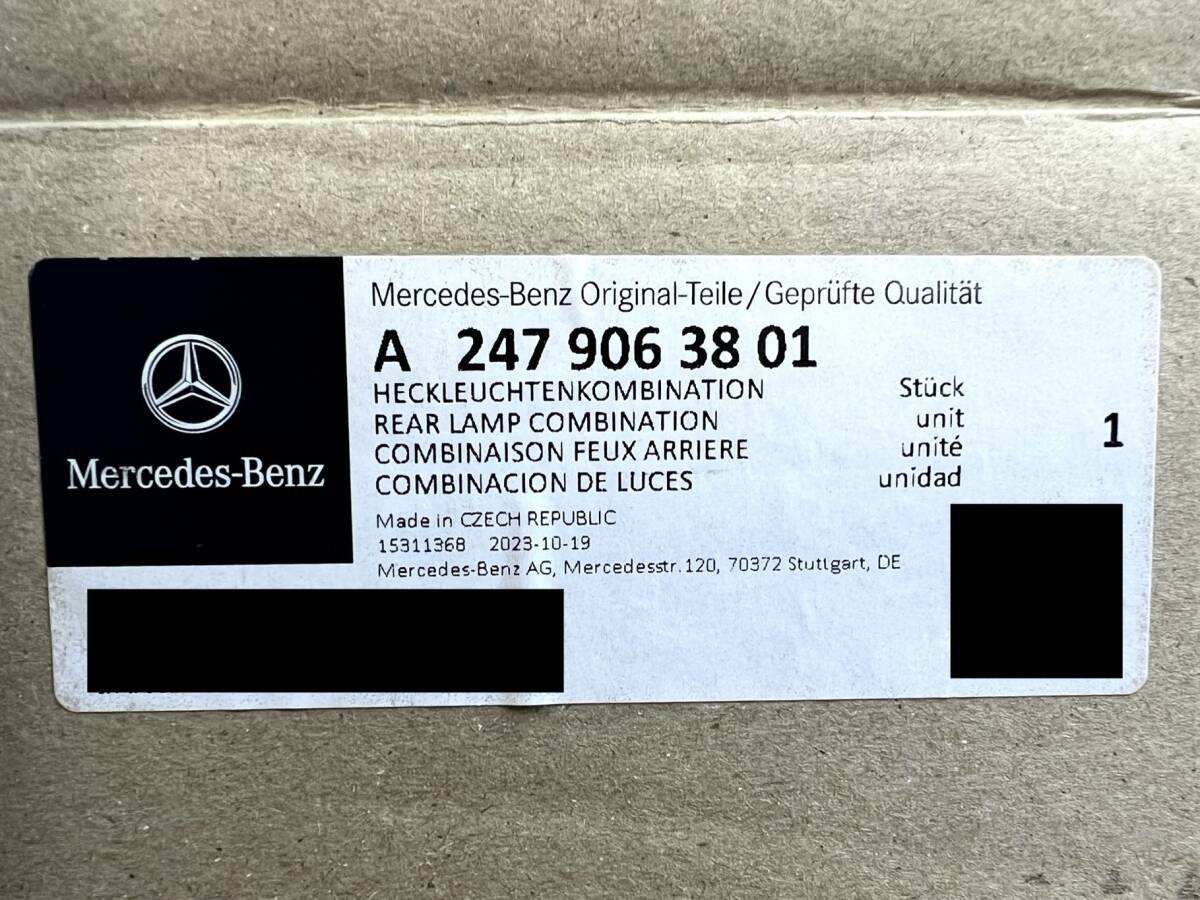 Mercedes-Benz
Mercedes-Benz Original-Teile/Geprüfte Qualität
A 247 906 38 01
HECKLEUCHTENKOMBINATION Stück
REAR LAMP COMBINATION unit 1
COMBINAISON FEUX ARRIERE unité
COMBINACION DE LUCES unidad
Made in CZECH REPUBLIC
15311368 2023-10-19
Mercedes-Benz AG, Mercedesstr.120, 70372 Stuttgart, DE